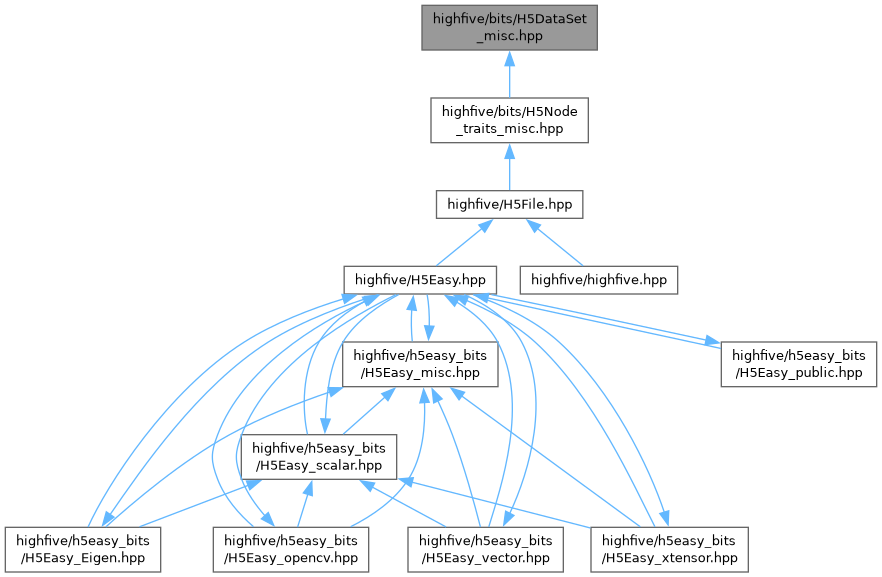 highfive/bits/H5DataSet
_misc.hpp
highfive/bits/H5Node
_traits_misc.hpp
highfive/H5File.hpp
highfive/H5Easy.hpp
highfive/highfive.hpp
highfive/h5easy_bits
/H5Easy_misc.hpp
highfive/h5easy_bits
/H5Easy_public.hpp
highfive/h5easy_bits
/H5Easy_scalar.hpp
highfive/h5easy_bits
/H5Easy_Eigen.hpp
highfive/h5easy_bits
/H5Easy_opencv.hpp
highfive/h5easy_bits
/H5Easy_vector.hpp
highfive/h5easy_bits
/H5Easy_xtensor.hpp